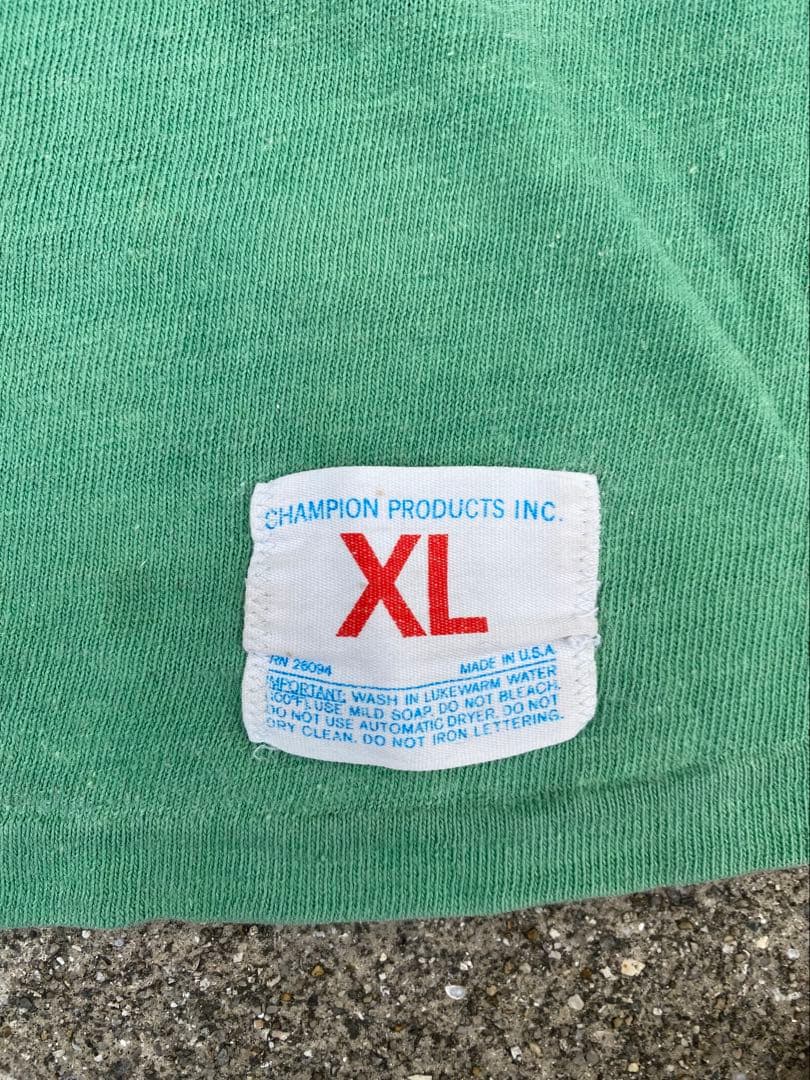 CHAMPION PRODUCTS INC.
XL
RN 26094 MADE IN U.S.A
IMPORTANT: WASH IN LUKEWARM WATER
(100°F). USE MILD SOAP. DO NOT BLEACH.
DO NOT USE AUTOMATIC DRYER. DO NOT
DRY CLEAN. DO NOT IRON LETTERING.